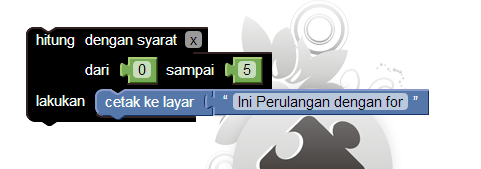 hitung dengan syarat x
dari 0 sampai 5
lakukan cetak ke layar “ Ini Perulangan dengan for ”